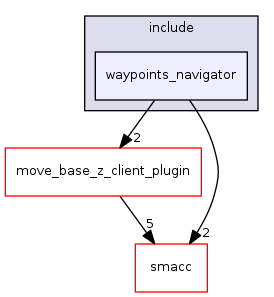 include
waypoints_navigator
2
move_base_z_client_plugin
5
2
smacc